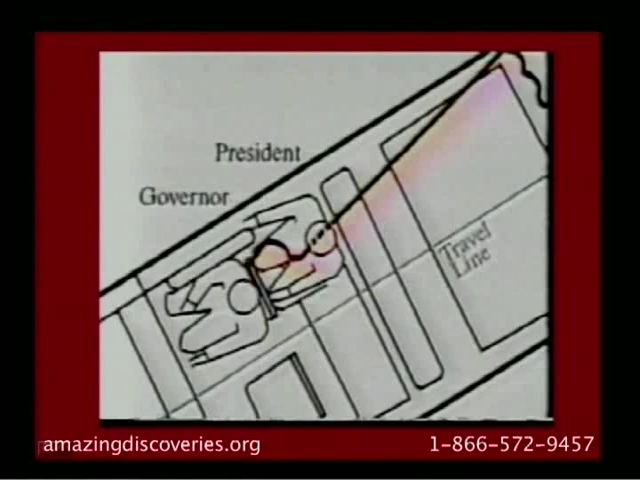 President
Governor
Travel
Line
amazingdiscoveries.org
1-866-572-9457